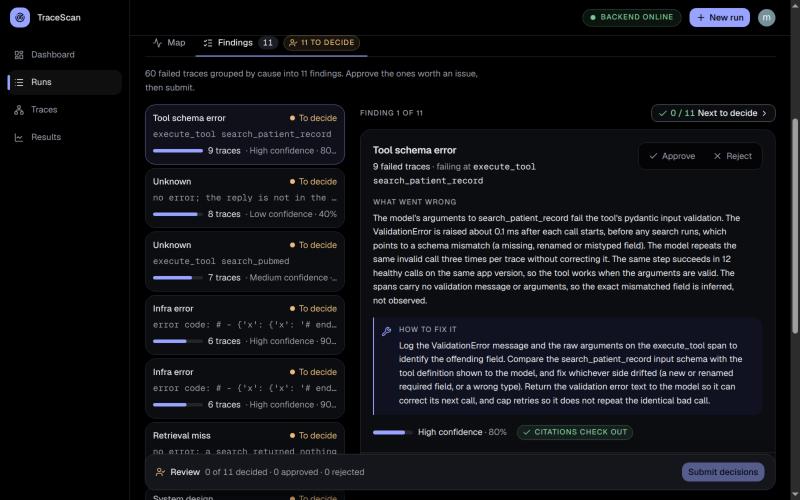 TraceScan
BACKEND ONLINE
+ New run
m
Dashboard
Runs
Traces
Results
Map
Findings 11
11 TO DECIDE
60 failed traces grouped by cause into 11 findings. Approve the ones worth an issue,
then submit.
Tool schema error To decide
execute_tool search_patient_record
9 traces · High confidence · 80…
Unknown To decide
no error; the reply is not in the …
8 traces · Low confidence · 40%
Unknown To decide
execute_tool search_pubmed
7 traces · Medium confidence ·…
Infra error To decide
error code: # - {'x': {'x': '# end…
6 traces · High confidence · 90…
Infra error To decide
error code: # - {'x': {'x': '# end…
6 traces · High confidence · 90…
Retrieval miss To decide
no error; a search returned nothing
System design To decide
FINDING 1 OF 11
0 / 11 Next to decide
Tool schema error
9 failed traces · failing at execute_tool
search_patient_record
Approve
Reject
WHAT WENT WRONG
The model's arguments to search_patient_record fail the tool's pydantic input validation. The
ValidationError is raised about 0.1 ms after each call starts, before any search runs, which
points to a schema mismatch (a missing, renamed or mistyped field). The model repeats the
same invalid call three times per trace without correcting it. The same step succeeds in 12
healthy calls on the same app version, so the tool works when the arguments are valid. The
spans carry no validation message or arguments, so the exact mismatched field is inferred,
not observed.
HOW TO FIX IT
Log the ValidationError message and the raw arguments on the execute_tool span to
identify the offending field. Compare the search_patient_record input schema with the
tool definition shown to the model, and fix whichever side drifted (a new or renamed
required field, or a wrong type). Return the validation error text to the model so it can
correct its next call, and cap retries so it does not repeat the identical bad call.
High confidence · 80%
CITATIONS CHECK OUT
Review 0 of 11 decided · 0 approved · 0 rejected
Submit decisions